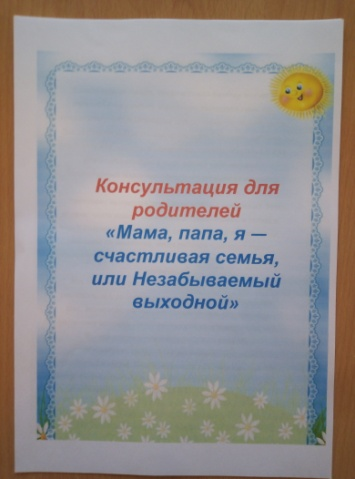 Консультация для
родителей
«Мама, папа, я —
счастливая семья,
или Незабываемый
выходной»